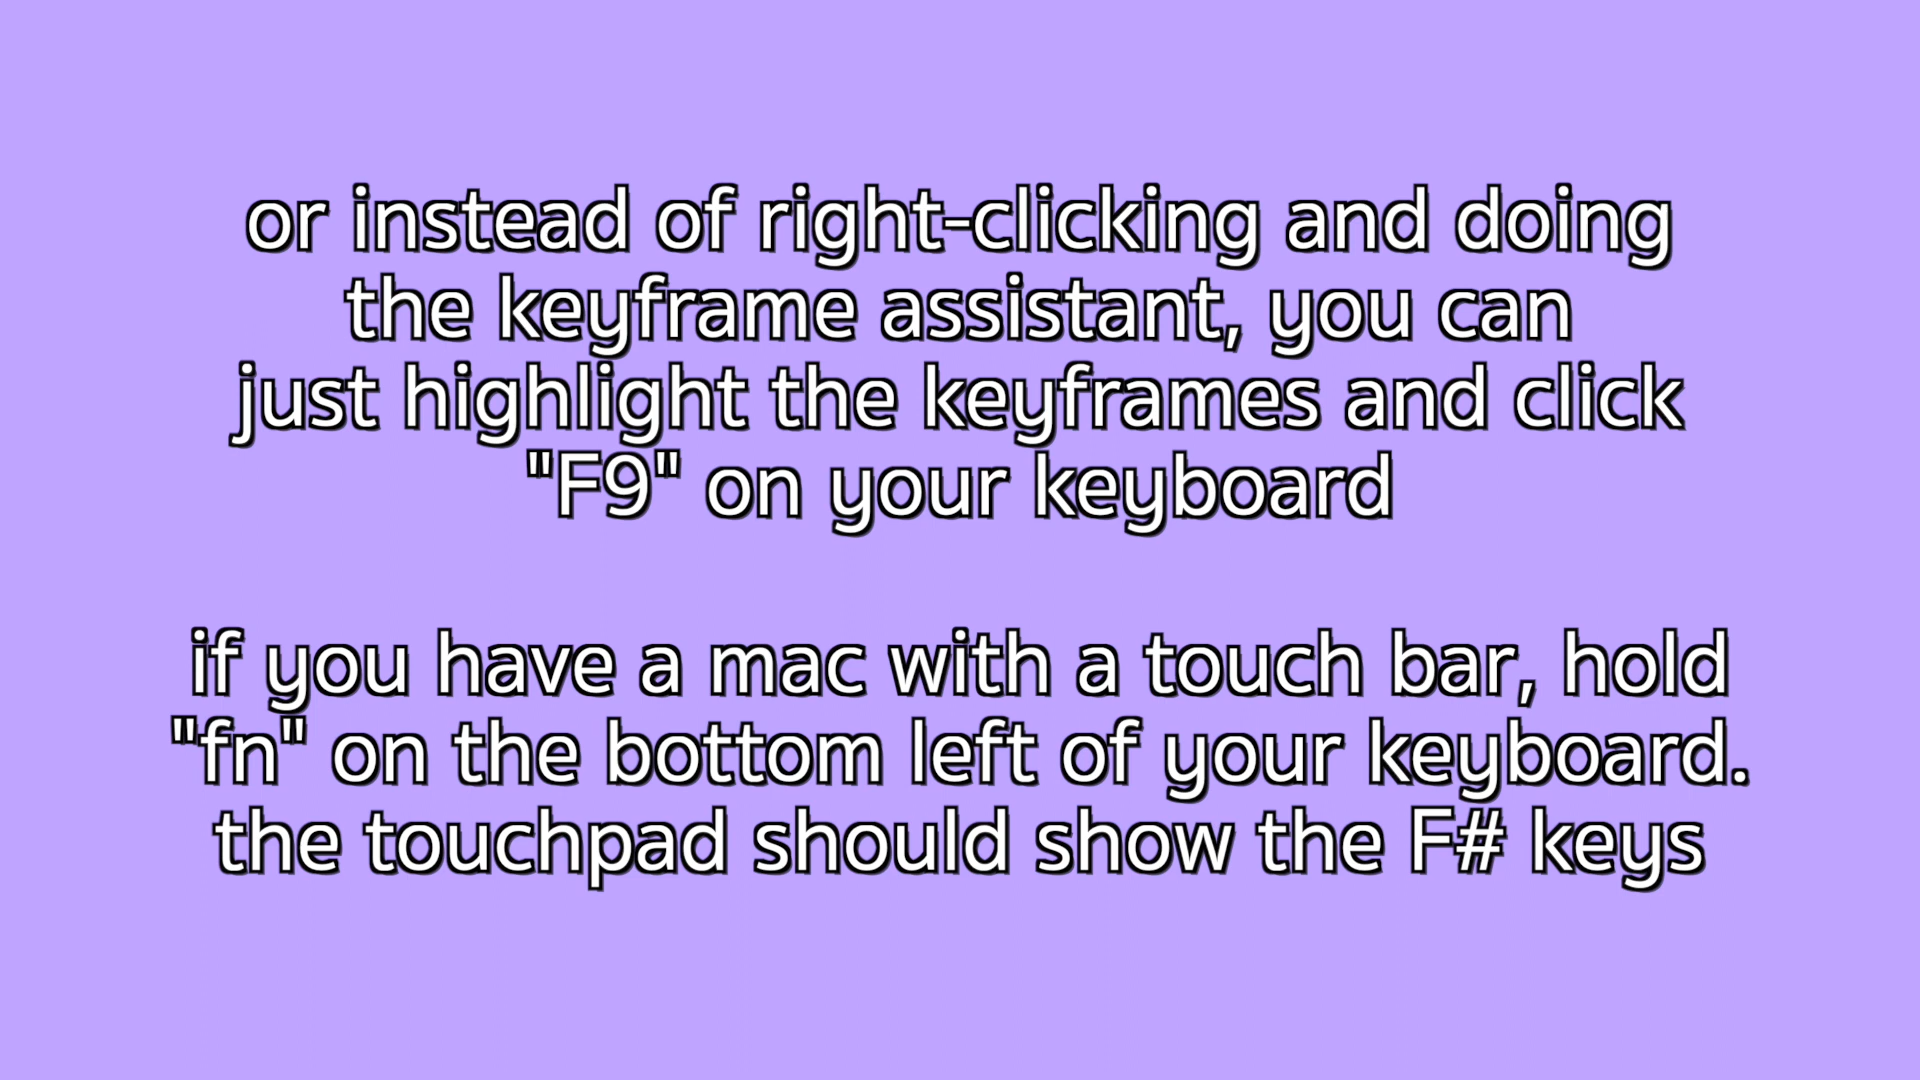 or instead of right-clicking and doing
the keyframe assistant, you can
just highlight the keyframes and click
"F9" on your keyboard
if you have a mac with a touch bar, hold
"fn" on the bottom left of your keyboard.
the touchpad should show the F# keys